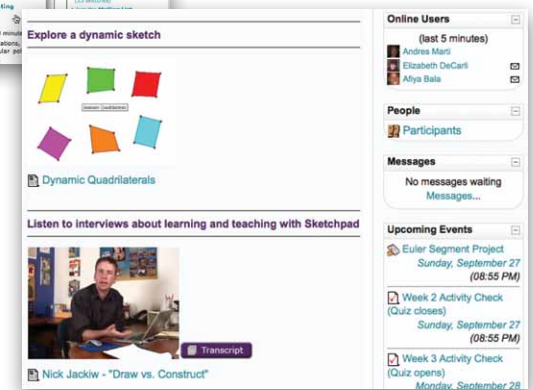 Explore a dynamic sketch
Dynamic Quadrilaterals
Listen to interviews about learning and teaching with Sketchpad
Transcript
Nick Jackiw - "Draw vs. Construct"
Online Users
(last 5 minutes)
Andres Marti
Elizabeth DeCarli
Afiya Bala
People
Participants
Messages
No messages waiting
Messages...
Upcoming Events
Euler Segment Project
Sunday, September 27
(08:55 PM)
Week 2 Activity Check
(Quiz closes)
Sunday, September 27
(08:55 PM)
Week 3 Activity Check
(Quiz opens)
Monday, September 28